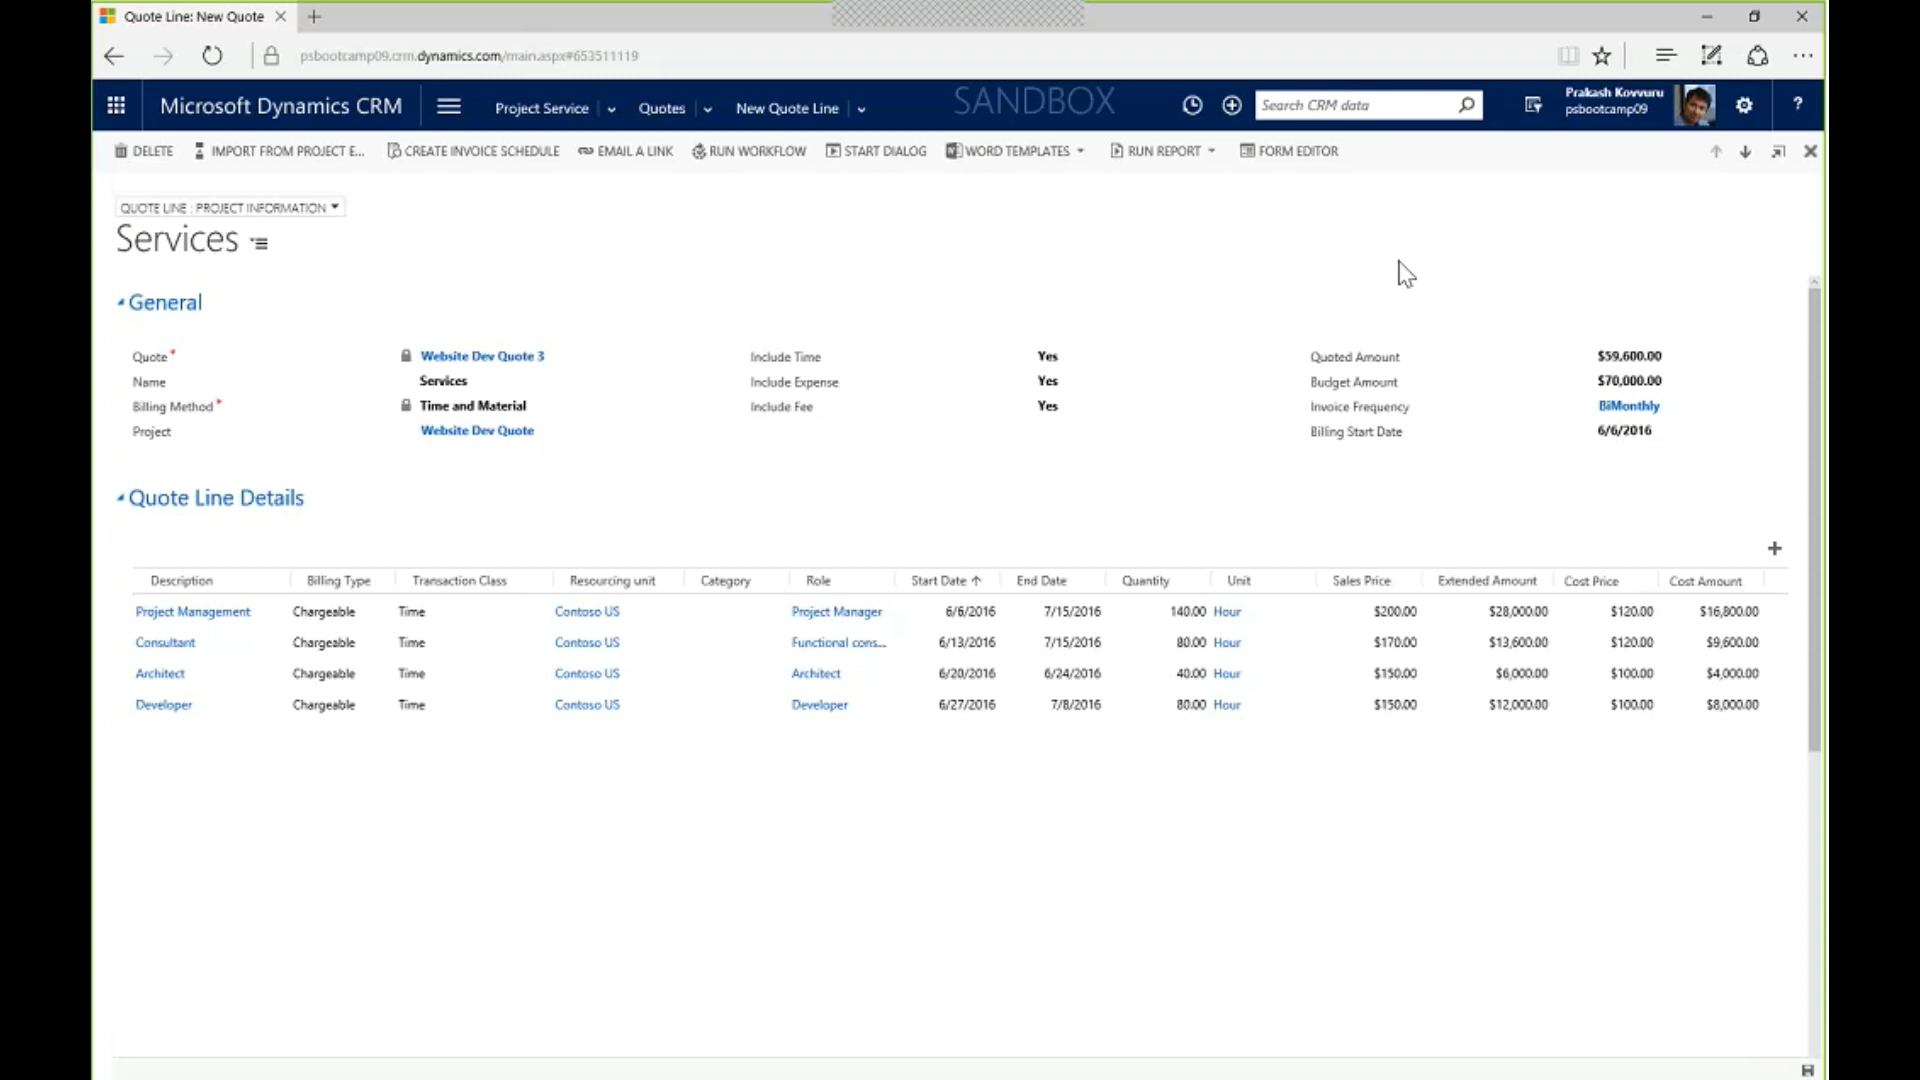 Quote Line: New Quote
psbootcamp09.crm.dynamics.com/main.aspx#653511119
Microsoft Dynamics CRM Project Service Quotes New Quote Line SANDBOX Search CRM data Prakash Kovvuru
psbootcamp09
?
DELETE IMPORT FROM PROJECT E... CREATE INVOICE SCHEDULE EMAIL A LINK RUN WORKFLOW START DIALOG WORD TEMPLATES RUN REPORT FORM EDITOR
QUOTE LINE : PROJECT INFORMATION
Services
General
Quote* Website Dev Quote 3 Include Time Yes Quoted Amount $59,600.00
Name Services Include Expense Yes Budget Amount $70,000.00
Billing Method* Time and Material Include Fee Yes Invoice Frequency BiMonthly
Project Website Dev Quote Billing Start Date 6/6/2016
Quote Line Details
Description Billing Type Transaction Class Resourcing unit Category Role Start Date End Date Quantity Unit Sales Price Extended Amount Cost Price Cost Amount
Project Management Chargeable Time Contoso US Project Manager 6/6/2016 7/15/2016 140.00 Hour $200.00 $28,000.00 $120.00 $16,800.00
Consultant Chargeable Time Contoso US Functional cons... 6/13/2016 7/15/2016 80.00 Hour $170.00 $13,600.00 $120.00 $9,600.00
Architect Chargeable Time Contoso US Architect 6/20/2016 6/24/2016 40.00 Hour $150.00 $6,000.00 $100.00 $4,000.00
Developer Chargeable Time Contoso US Developer 6/27/2016 7/8/2016 80.00 Hour $150.00 $12,000.00 $100.00 $8,000.00